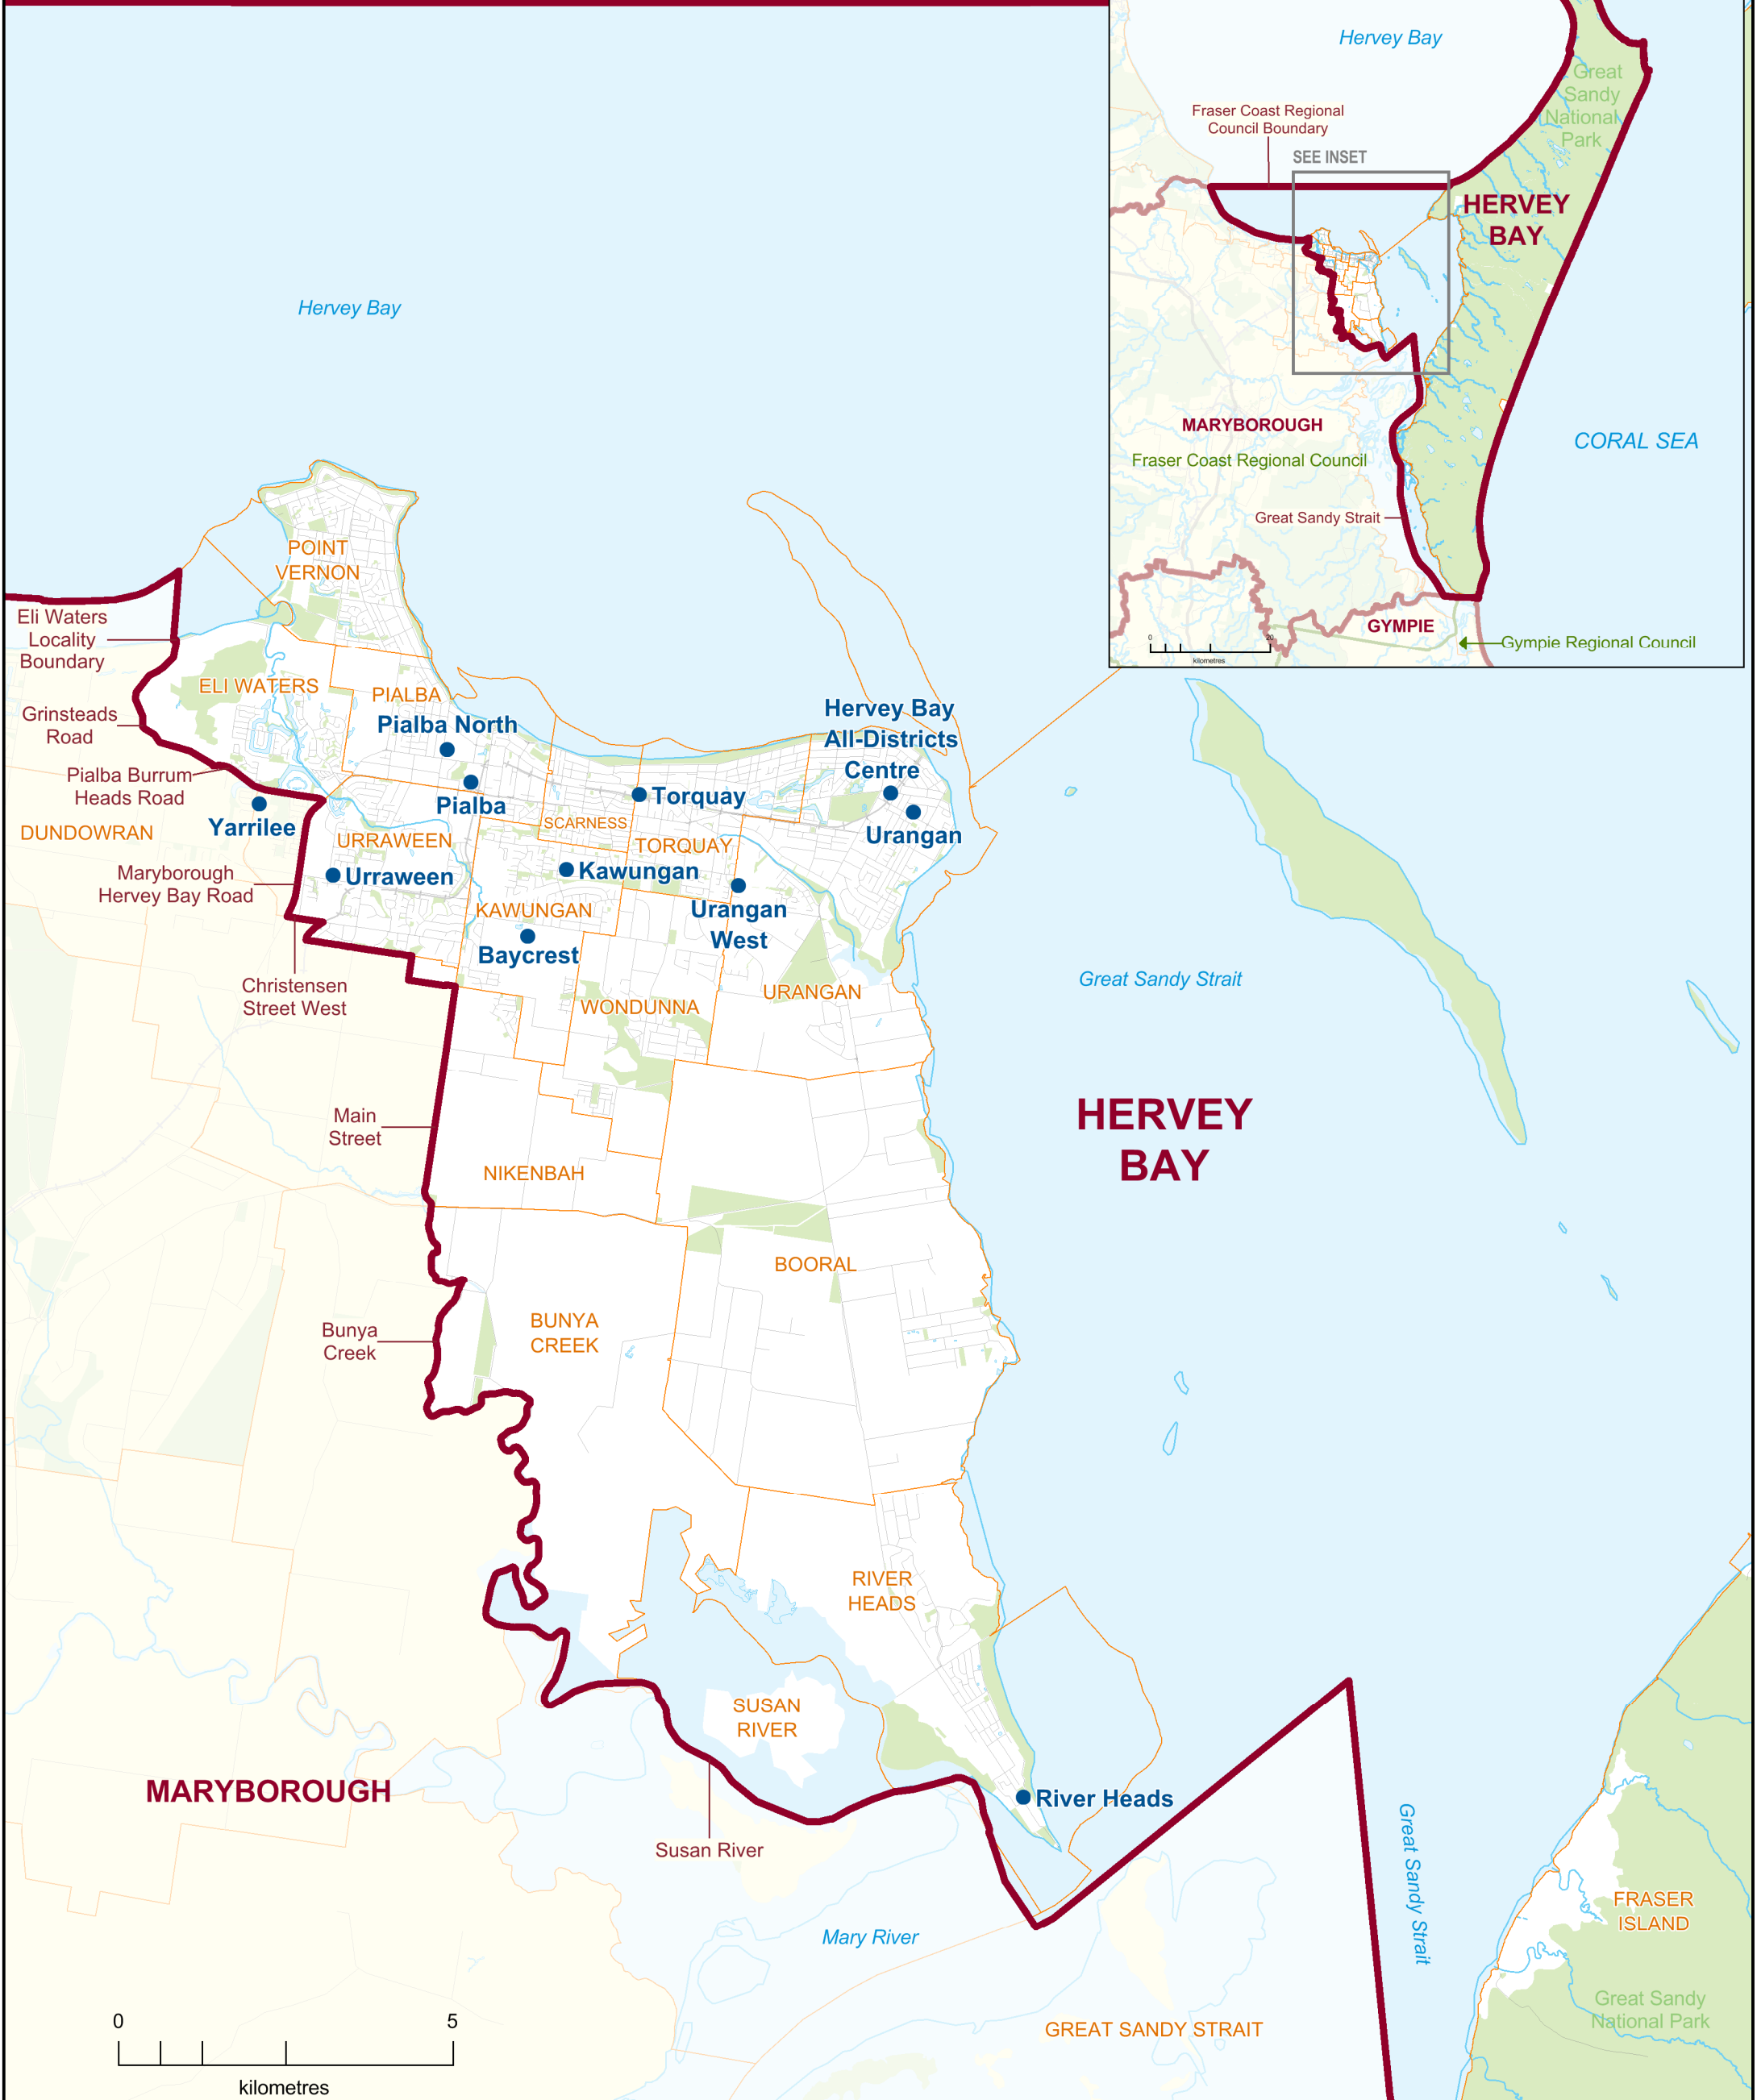 Hervey Bay
Great
Sandy
National
Park
Fraser Coast Regional
Council Boundary
SEE INSET
HERVEY
BAY
MARYBOROUGH
Fraser Coast Regional Council
CORAL SEA
Great Sandy Strait
GYMPIE
Gympie Regional Council
0 20
kilometres
Hervey Bay
POINT
VERNON
Eli Waters
Locality
Boundary
ELI WATERS
PIALBA
Pialba North
Grinsteads
Road
Hervey Bay
All-Districts
Centre
Pialba Burrum
Heads Road
Pialba
Torquay
Yarrilee
DUNDOWRAN
SCARNESS
Urangan
URRAWEEN
TORQUAY
Maryborough
Hervey Bay Road
Urraween
Kawungan
KAWUNGAN
Urangan
West
Baycrest
Christensen
Street West
WONDUNNA
URANGAN
Great Sandy Strait
Main
Street
HERVEY
BAY
NIKENBAH
BOORAL
Bunya
Creek
BUNYA
CREEK
RIVER
HEADS
SUSAN
RIVER
MARYBOROUGH
River Heads
Susan River
Great Sandy Strait
Mary River
FRASER
ISLAND
Great Sandy
National Park
GREAT SANDY STRAIT
0 5
kilometres